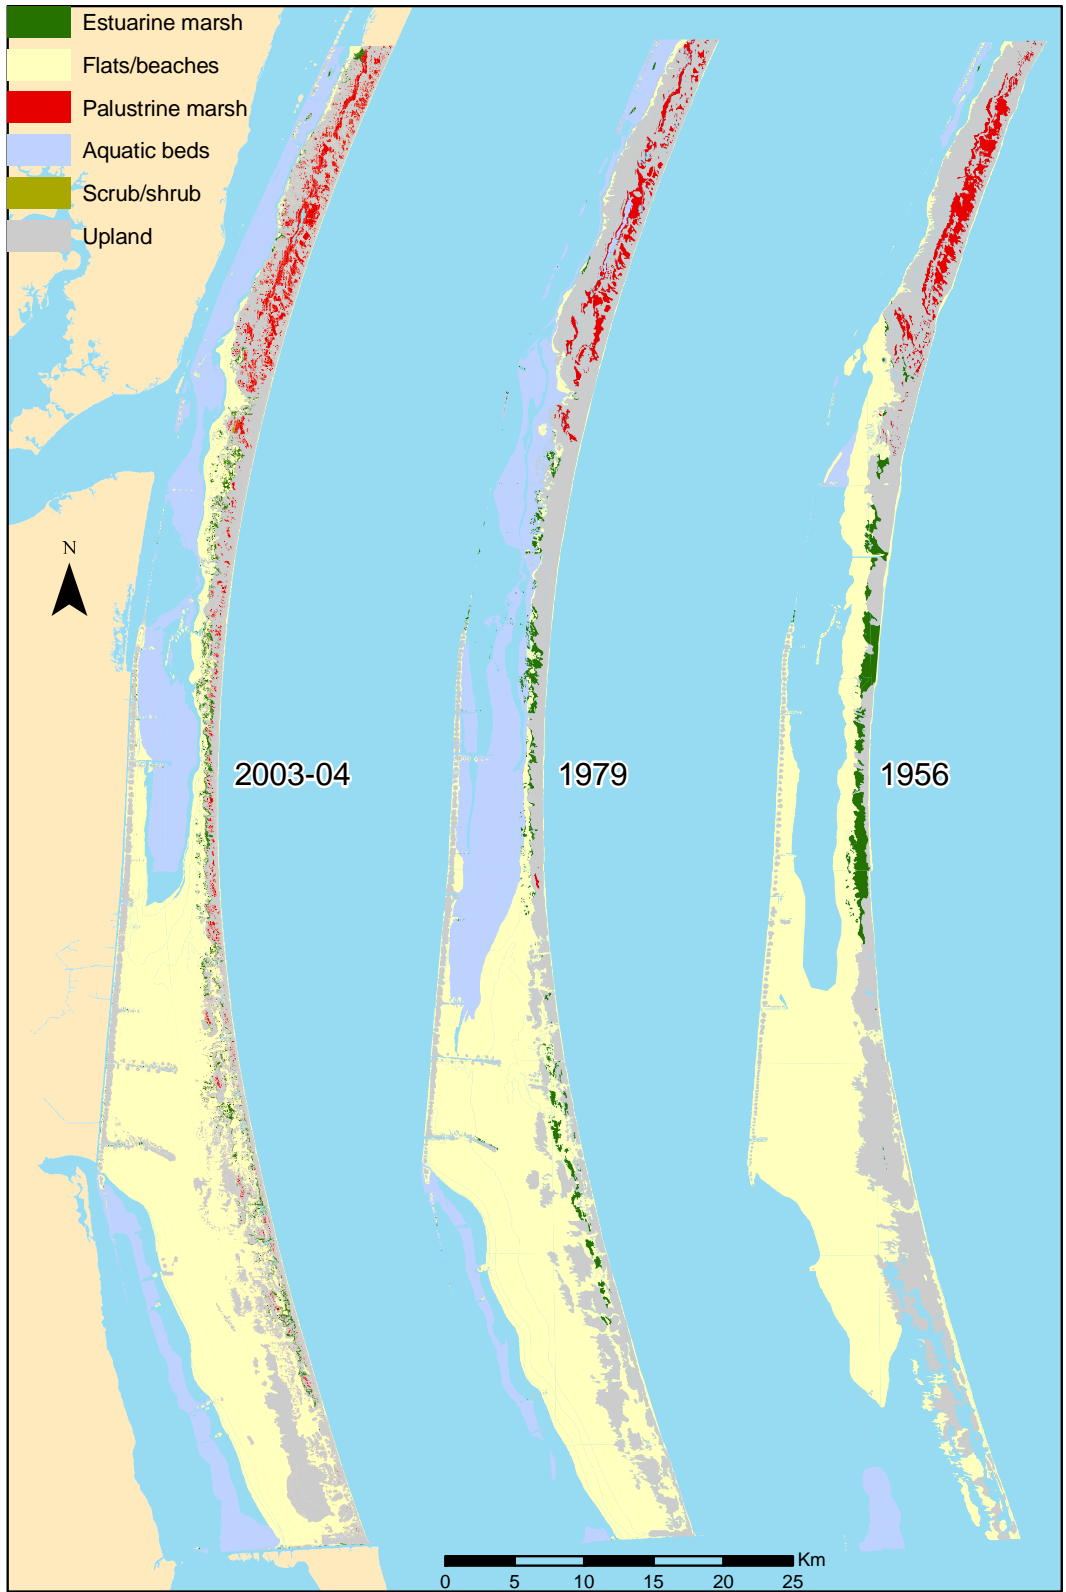 Estuarine marsh
Flats/beaches
Palustrine marsh
Aquatic beds
Scrub/shrub
Upland
N
2003-04
1979
1956
Km
0 5 10 15 20 25